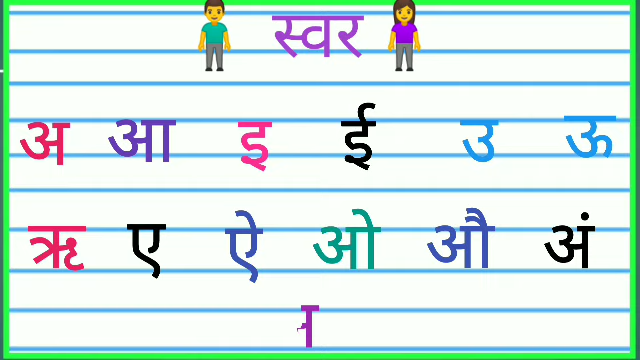 स्वर
अ आ इ ई उ ऊ
ऋ ए ऐ ओ औ अं